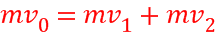 mv₀ = mv₁ + mv₂